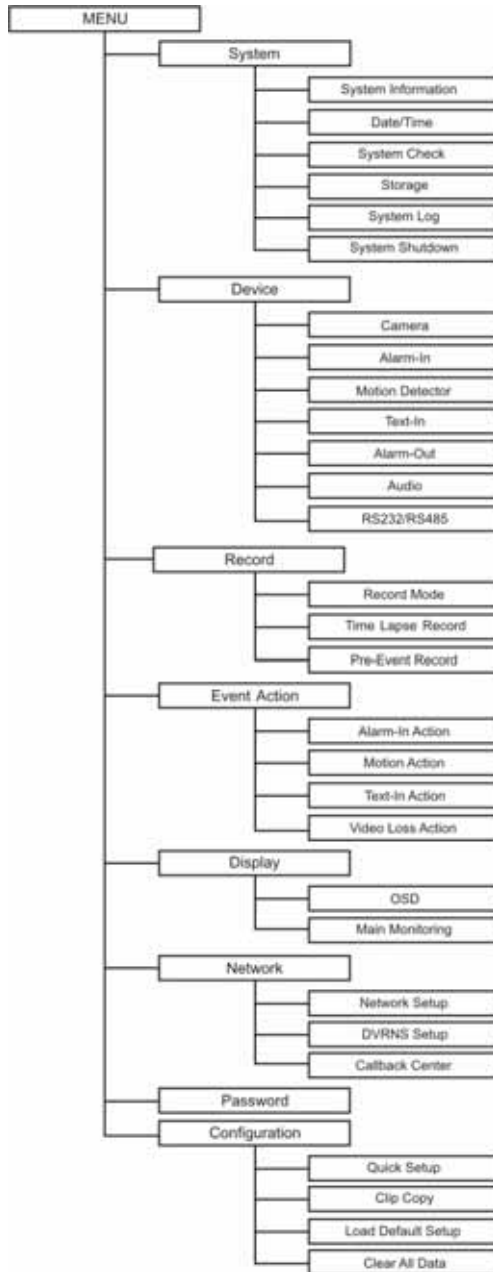 MENU
System
System Information
Date/Time
System Check
Storage
System Log
System Shutdown
Device
Camera
Alarm-In
Motion Detector
Text-In
Alarm-Out
Audio
RS232/RS485
Record
Record Mode
Time Lapse Record
Pre-Event Record
Event Action
Alarm-In Action
Motion Action
Text-In Action
Video Loss Action
Display
OSD
Main Monitoring
Network
Network Setup
DVRNS Setup
Callback Center
Password
Configuration
Quick Setup
Clip Copy
Load Default Setup
Clear All Data